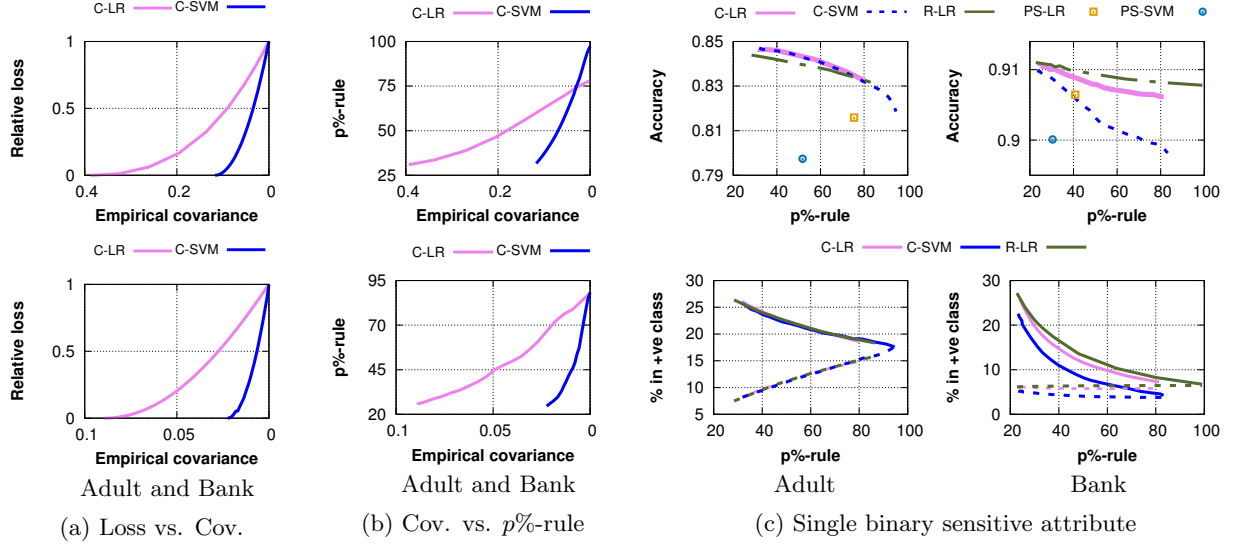 C-LR C-SVM
1
0.5
0
0.4 0.2 0
Relative loss
Empirical covariance
C-LR C-SVM
1
0.5
0
0.1 0.05 0
Relative loss
Empirical covariance
Adult and Bank
(a) Loss vs. Cov.
C-LR C-SVM
100
75
50
25
0.4 0.2 0
p%-rule
Empirical covariance
C-LR C-SVM
95
70
45
20
0.1 0.05 0
p%-rule
Empirical covariance
Adult and Bank
(b) Cov. vs. p%-rule
C-LR C-SVM R-LR PS-LR PS-SVM
0.85
0.83
0.81
0.79
20 40 60 80 100
Accuracy
p%-rule
0.91
0.9
20 40 60 80 100
Accuracy
p%-rule
C-LR C-SVM R-LR
30
25
20
15
10
5
20 40 60 80 100
% in +ve class
p%-rule
Adult
30
20
10
0
20 40 60 80 100
% in +ve class
p%-rule
Bank
(c) Single binary sensitive attribute